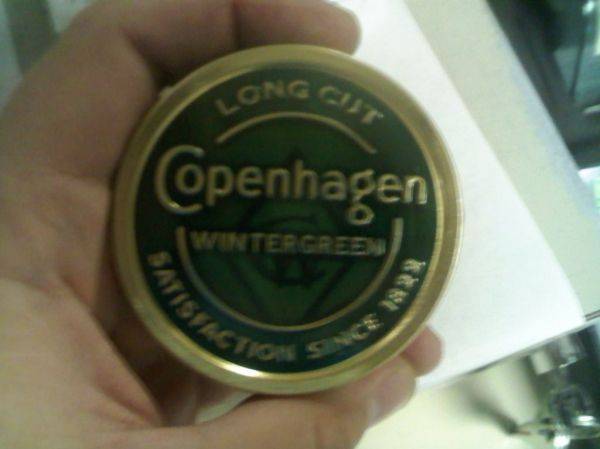 LONG CUT
Copenhagen
WINTERGREEN
SATISFACTION SINCE 1822